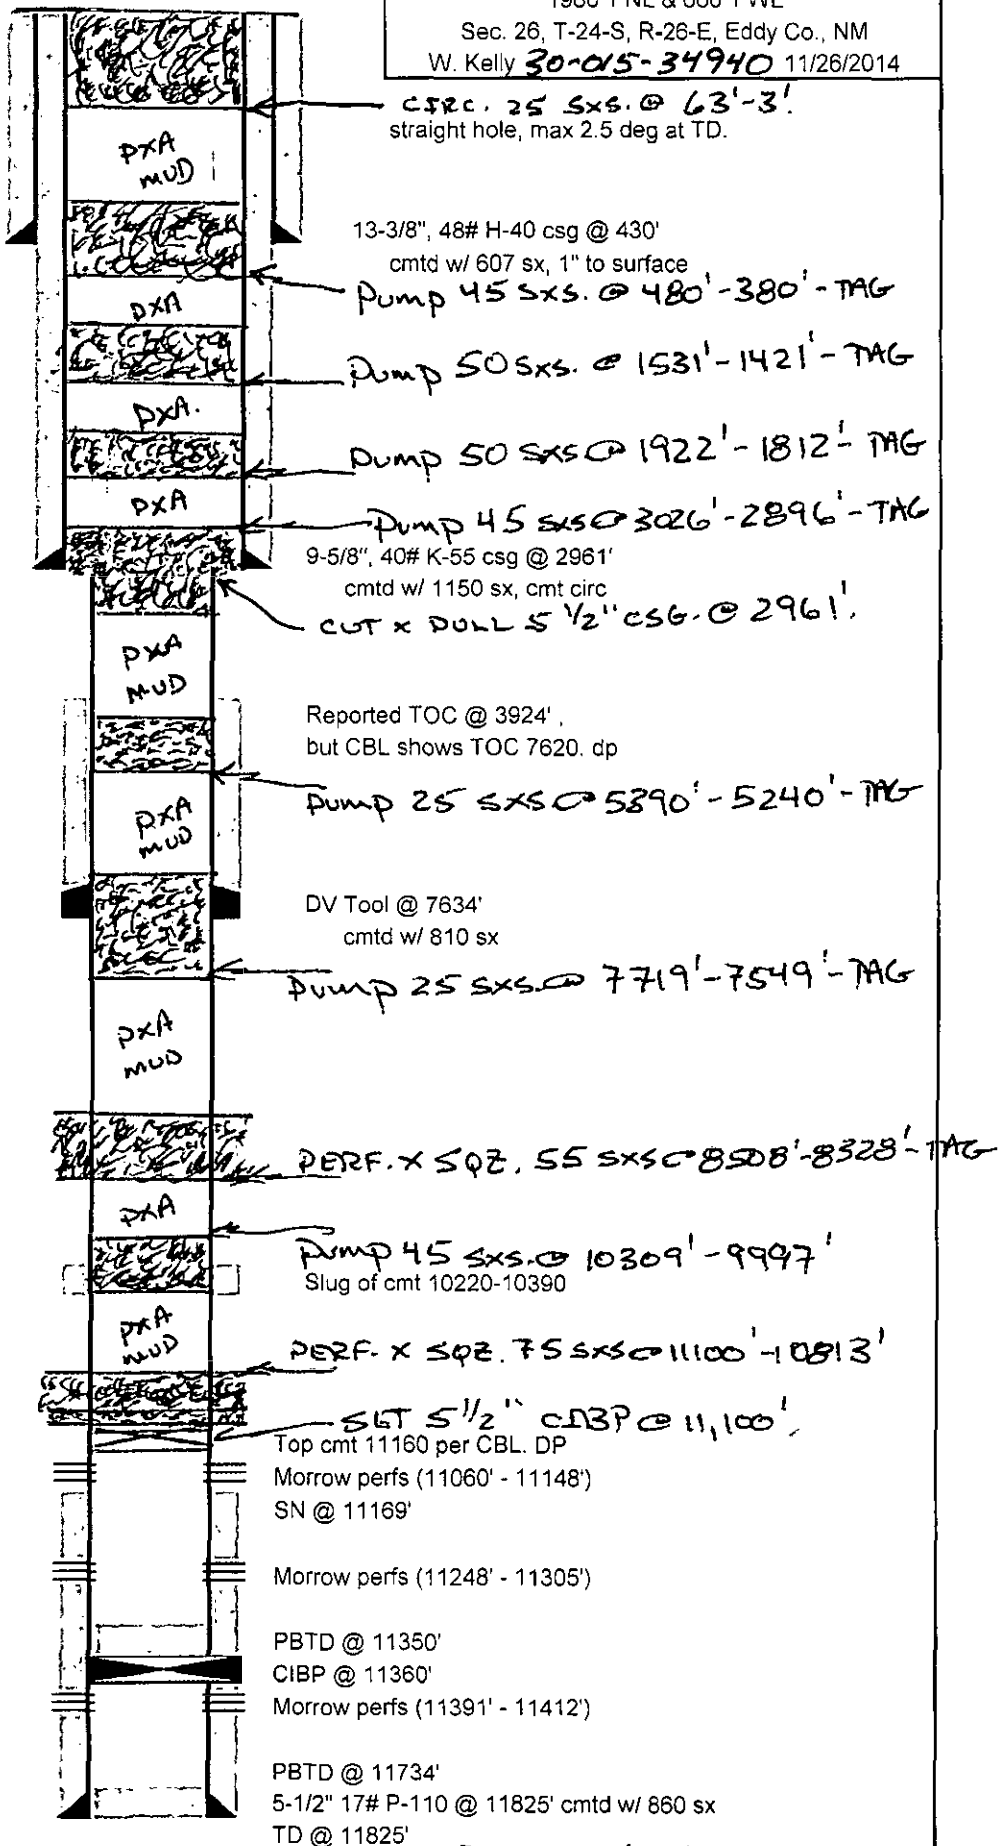 Sec. 26, T-24-S, R-26-E, Eddy Co., NM
W. Kelly 30-015-34940 11/26/2014
CIRC. 25 SXS. @ 63'-3'.
straight hole, max 2.5 deg at TD.
PXA
MUD
13-3/8", 48# H-40 csg @ 430'
cmtd w/ 607 sx, 1" to surface
Pump 45 SXS. @ 480'-380'-TAG
PXA
Pump 50 SXS. @ 1531'-1421'-TAG
PXA.
Pump 50 SXS @ 1922'-1812'-TAG
PXA
Pump 45 SXS @ 3026'-2896'-TAG
9-5/8", 40# K-55 csg @ 2961'
cmtd w/ 1150 sx, cmt circ
CUT X PULL 5 1/2" CSG. @ 2961'.
PXA
MUD
Reported TOC @ 3924' ,
but CBL shows TOC 7620. dp
Pump 25 SXS @ 5390'-5240'-TAG
PXA
MUD
DV Tool @ 7634'
cmtd w/ 810 sx
Pump 25 SXS. @ 7719'-7549'-TAG
PXA
MUD
PERF. X SQZ. 55 SXS @ 8508'-8328'-TAG
PXA
Pump 45 SXS. @ 10309'-9997'
Slug of cmt 10220-10390
PXA
MUD
PERF. X SQZ. 75 SXS @ 11100'-10813'
SET 5 1/2" CIBP @ 11,100'.
Top cmt 11160 per CBL. DP
Morrow perfs (11060' - 11148')
SN @ 11169'
Morrow perfs (11248' - 11305')
PBTD @ 11350'
CIBP @ 11360'
Morrow perfs (11391' - 11412')
PBTD @ 11734'
5-1/2" 17# P-110 @ 11825' cmtd w/ 860 sx
TD @ 11825'